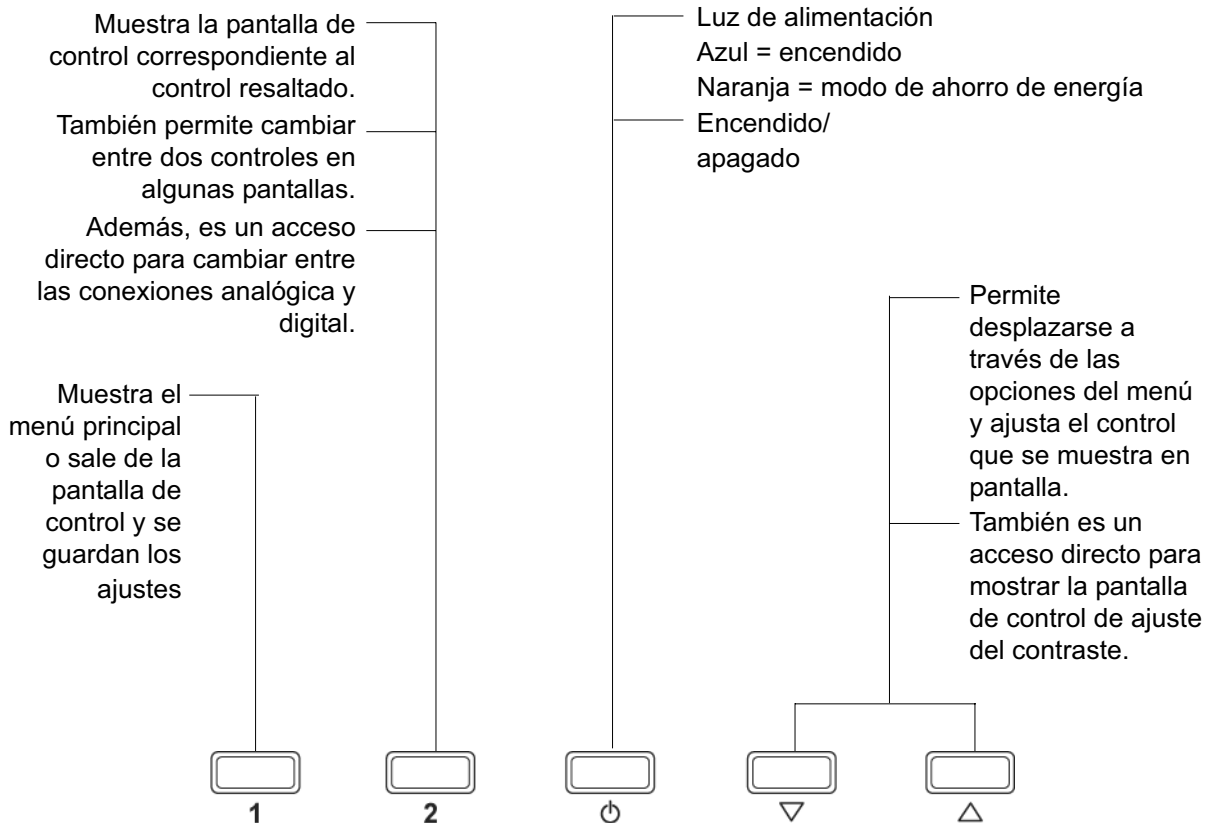 Muestra la pantalla de
control correspondiente al
control resaltado.
También permite cambiar
entre dos controles en
algunas pantallas.
Además, es un acceso
directo para cambiar entre
las conexiones analógica y
digital.
Luz de alimentación
Azul = encendido
Naranja = modo de ahorro de energía
Encendido/
apagado
Muestra el
menú principal
o sale de la
pantalla de
control y se
guardan los
ajustes
Permite
desplazarse a
través de las
opciones del menú
y ajusta el control
que se muestra en
pantalla.
También es un
acceso directo para
mostrar la pantalla
de control de ajuste
del contraste.
1
2